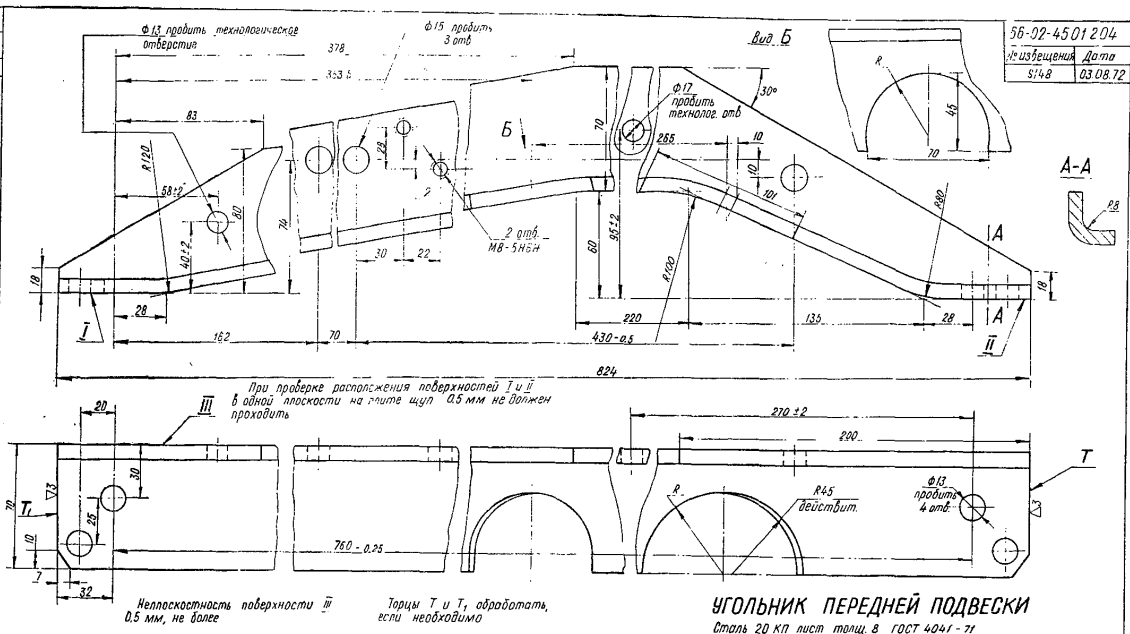 56-02-4501204
№ извещения Дата
9148 03.08.72
Ф13 пробить технологическое
отверстие
Ф15 пробить
3 отв
Вид Б
378
353.5
83
R120
58±2
40±2
80
74
18
28
I
162
70
30
22
28
2 отв.
М8-5Н6Н
Б
Ф17
пробить
технолог. отв
70
265
10
10
101
30°
60
95±2
R100
R80
220
135
28
430-0.5
824
A
A
18
II
R
45
70
А-А
R8
При проверке расположения поверхностей I и II
в одной плоскости на плите щуп 0.5 мм не должен
проходить
III
20
30
25
70
10
7
32
▽3
T₁
760-0.25
270±2
200
R
R45
действит.
Ф13
пробить
4 отв.
T
▽3
Неплоскостность поверхности III
0.5 мм, не более
Торцы Т и Т₁ обработать,
если необходимо
УГОЛЬНИК ПЕРЕДНЕЙ ПОДВЕСКИ
Сталь 20 КП лист толщ. 8 ГОСТ 4041-71